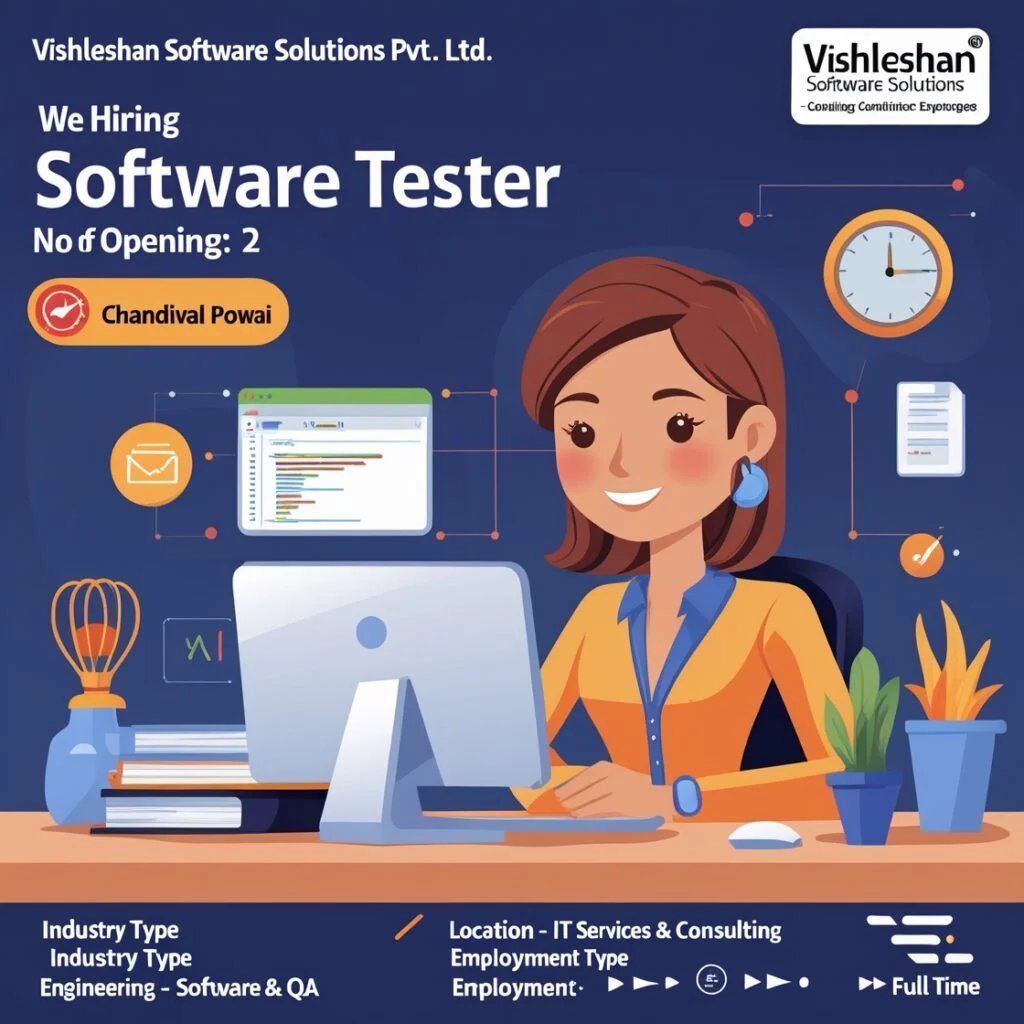 Vishleshan Software Solutions Pvt. Ltd.
Vishleshan
Software Solutions
We Hiring
Software Tester
No of Opening: 2
Chandival Powai
Industry Type
Industry Type
Engineering - Software & QA
Location - IT Services & Consulting
Employment Type
Employment
Full Time